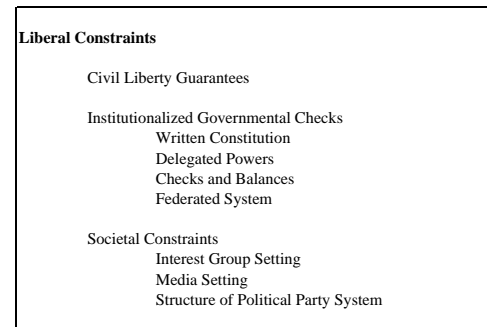 Liberal Constraints
Civil Liberty Guarantees
Institutionalized Governmental Checks
Written Constitution
Delegated Powers
Checks and Balances
Federated System
Societal Constraints
Interest Group Setting
Media Setting
Structure of Political Party System